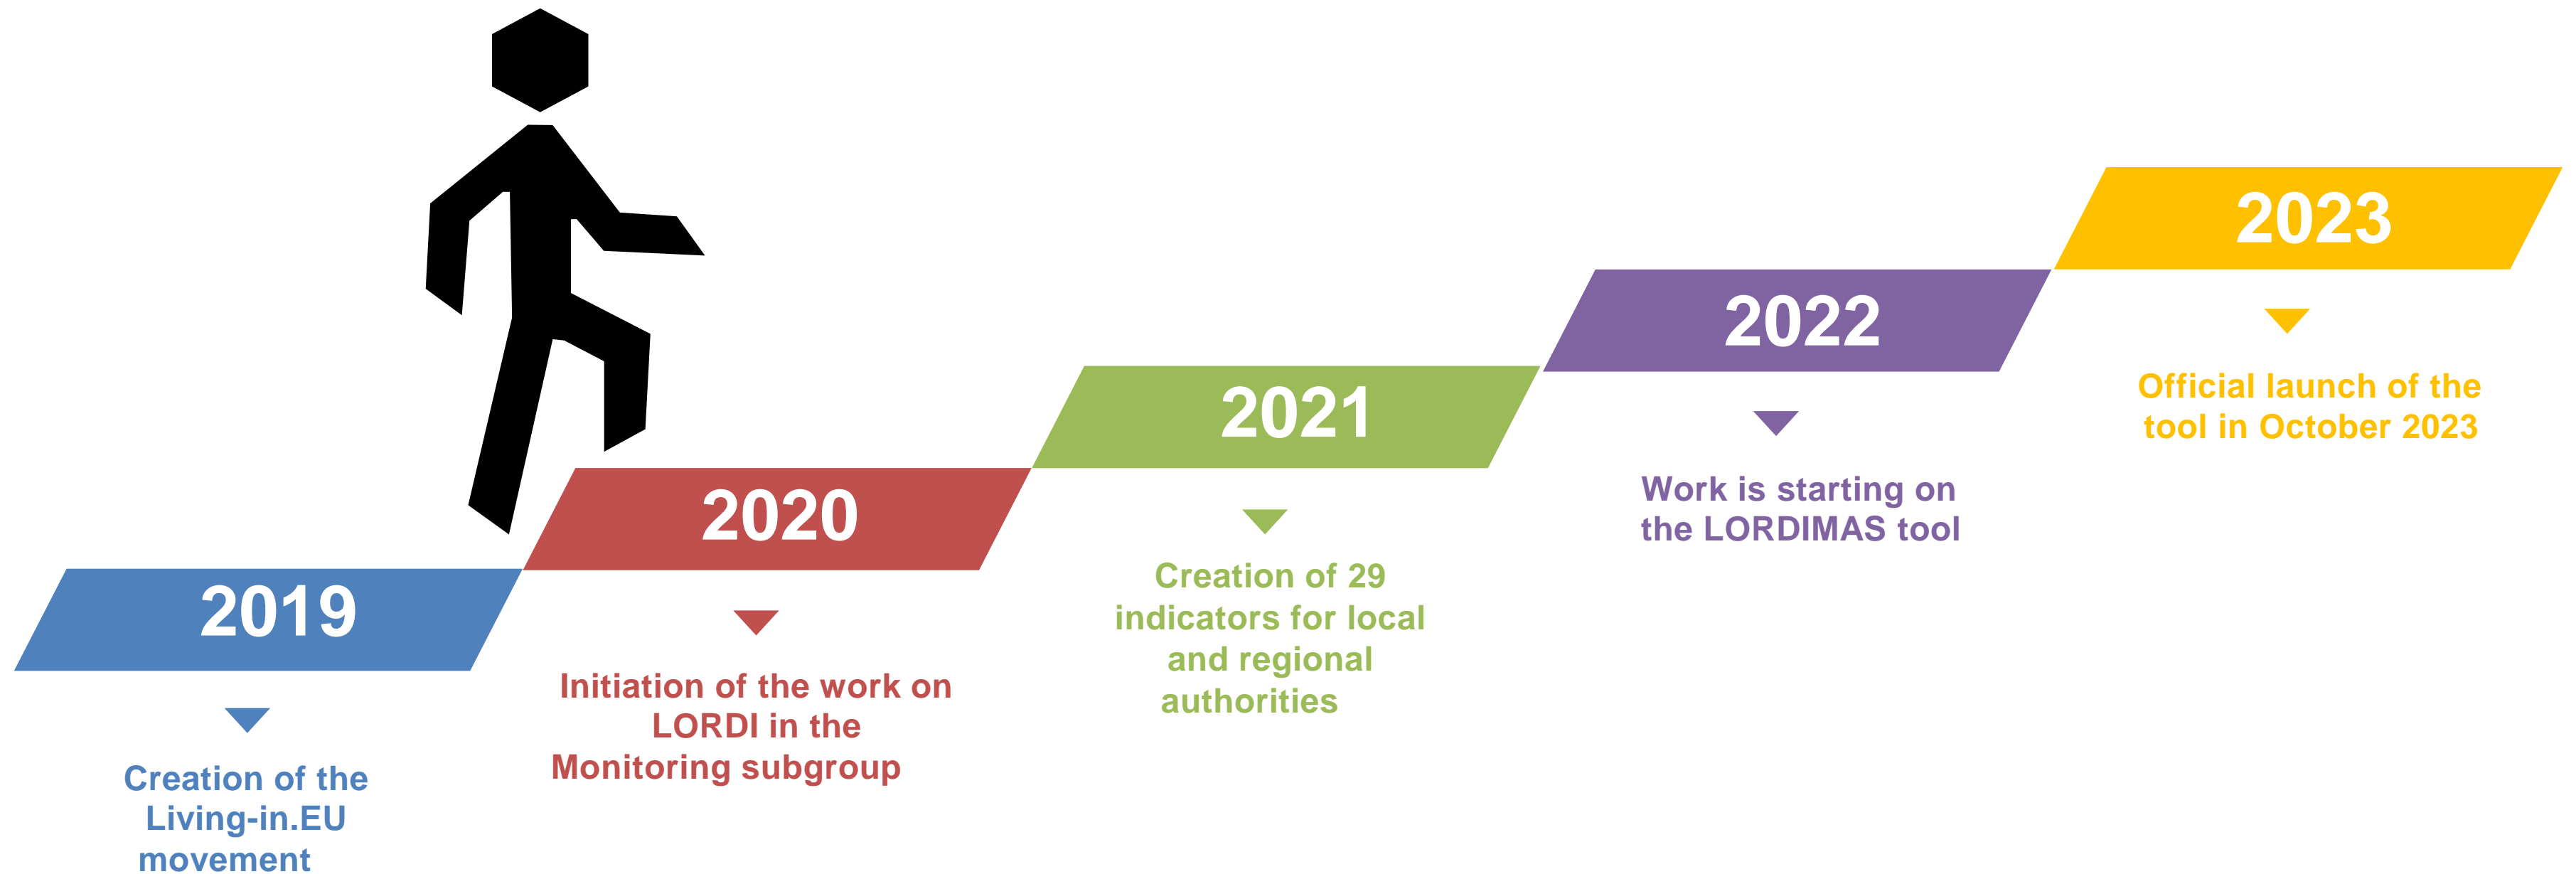 2019
Creation of the
Living-in.EU
movement
2020
Initiation of the work on
LORDI in the
Monitoring subgroup
2021
Creation of 29
indicators for local
and regional
authorities
2022
Work is starting on
the LORDIMAS tool
2023
Official launch of the
tool in October 2023